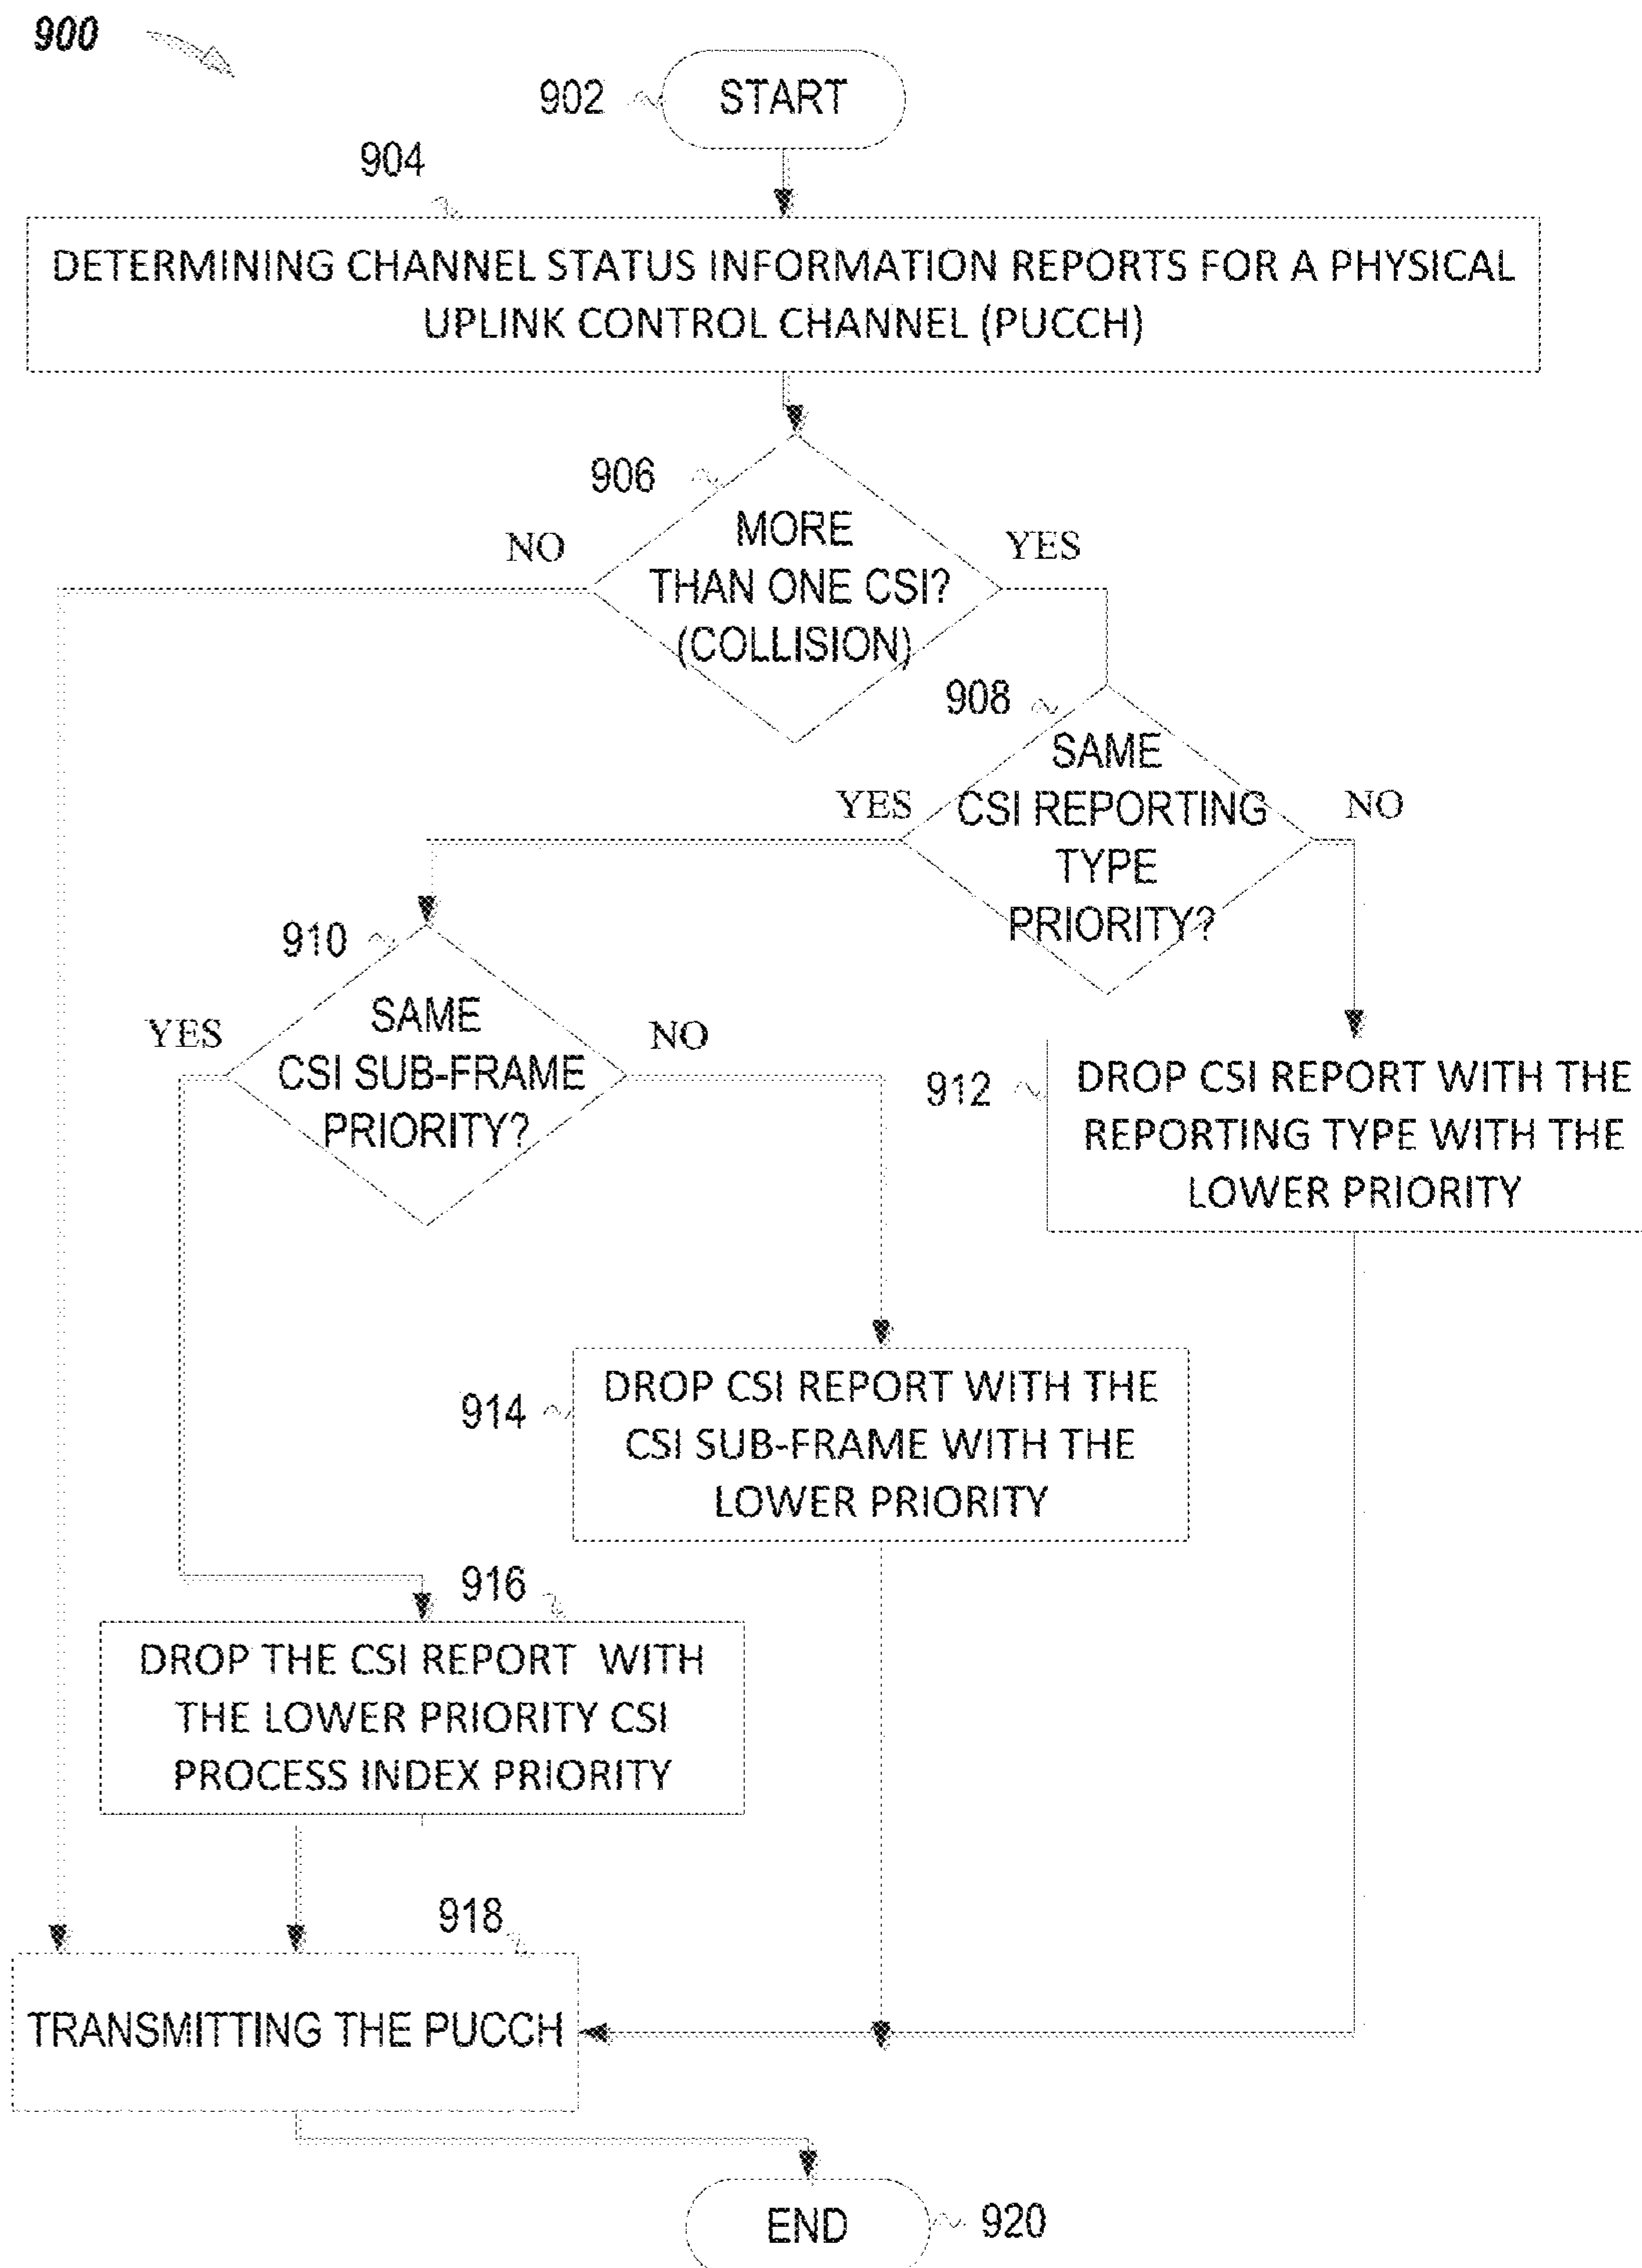 900
902
START
904
DETERMINING CHANNEL STATUS INFORMATION REPORTS FOR A PHYSICAL
UPLINK CONTROL CHANNEL (PUCCH)
906
MORE
THAN ONE CSI?
(COLLISION)
NO
YES
908
SAME
CSI REPORTING
TYPE
PRIORITY?
YES
NO
910
SAME
CSI SUB-FRAME
PRIORITY?
YES
NO
912
DROP CSI REPORT WITH THE
REPORTING TYPE WITH THE
LOWER PRIORITY
914
DROP CSI REPORT WITH THE
CSI SUB-FRAME WITH THE
LOWER PRIORITY
916
DROP THE CSI REPORT WITH
THE LOWER PRIORITY CSI
PROCESS INDEX PRIORITY
918
TRANSMITTING THE PUCCH
END
920